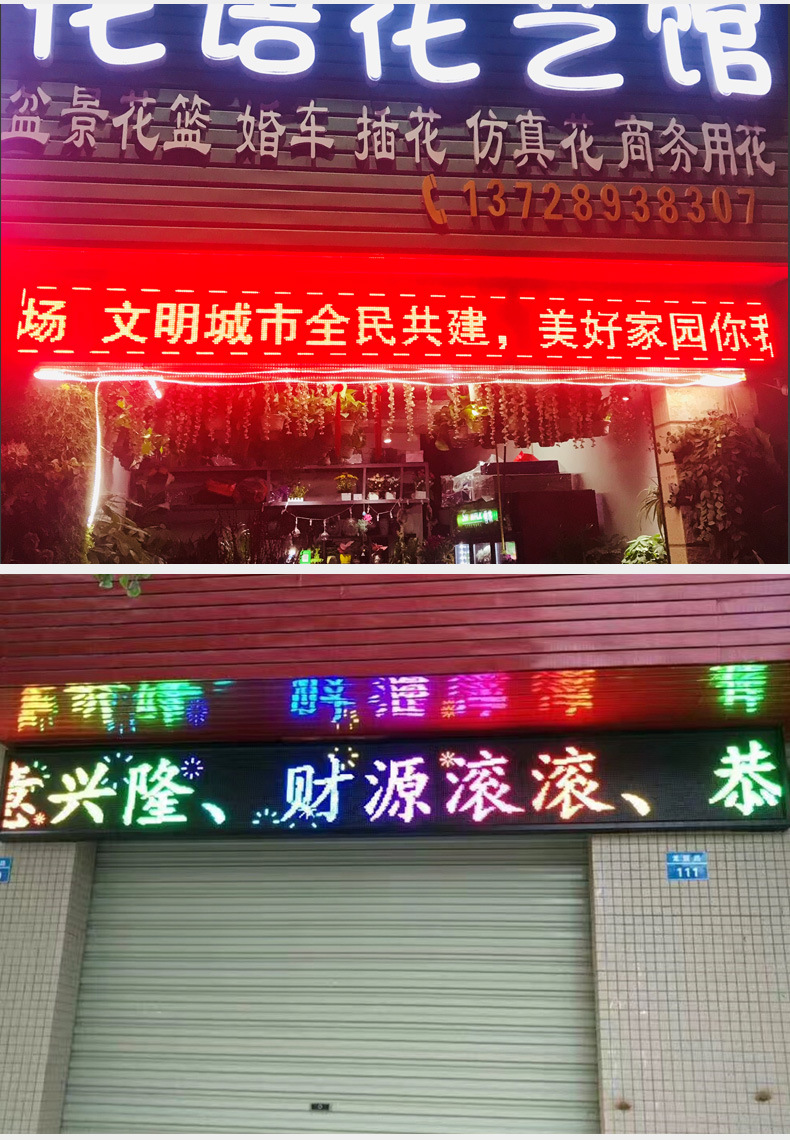 花语花艺馆
盆景花篮 婚车 插花 仿真花 商务用花
13728938307
场 文明城市全民共建，美好家园你我
意兴隆、财源滚滚、恭
111